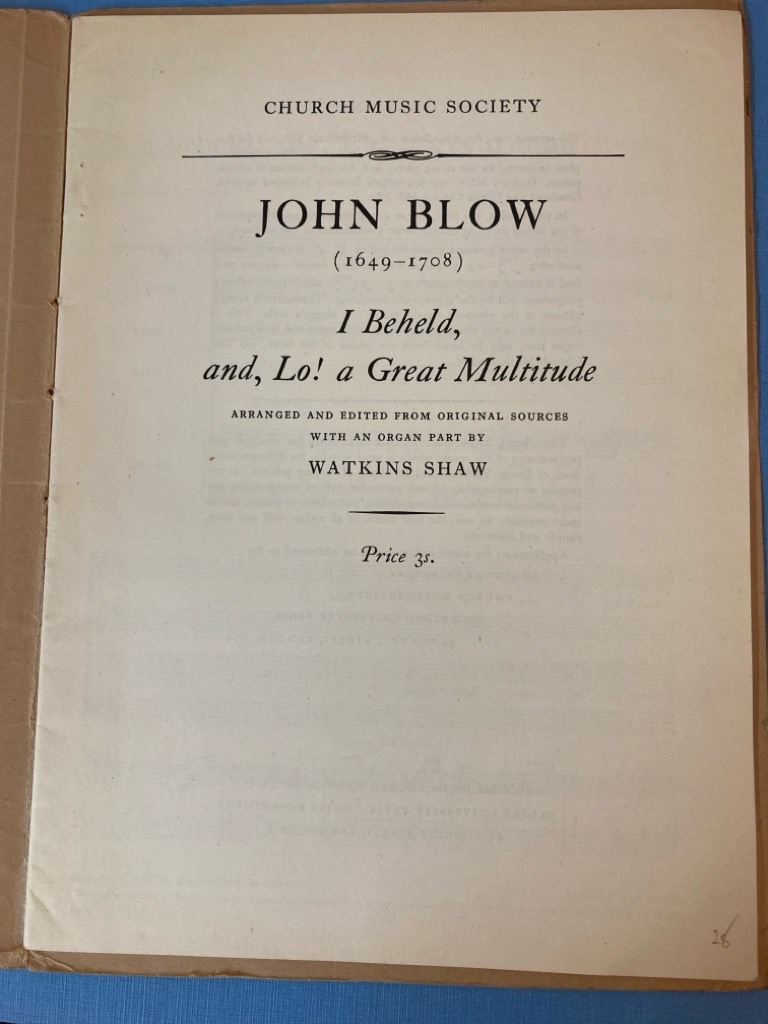 CHURCH MUSIC SOCIETY
JOHN BLOW
(1649–1708)
I Beheld,
and, Lo! a Great Multitude
ARRANGED AND EDITED FROM ORIGINAL SOURCES
WITH AN ORGAN PART BY
WATKINS SHAW
Price 3s.
28